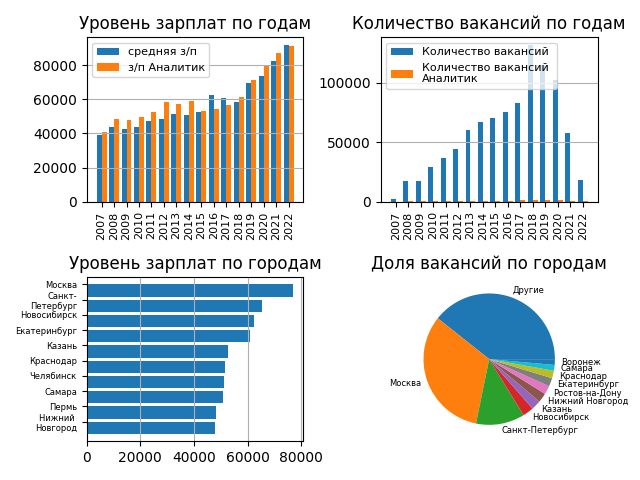 Уровень зарплат по годам
средняя з/п
з/п Аналитик
80000
60000
40000
20000
0
2007
2008
2009
2010
2011
2012
2013
2014
2015
2016
2017
2018
2019
2020
2021
2022
Количество вакансий по годам
Количество вакансий
Количество вакансий
Аналитик
100000
50000
0
2007
2008
2009
2010
2011
2012
2013
2014
2015
2016
2017
2018
2019
2020
2021
2022
Уровень зарплат по городам
Москва
Санкт-
Петербург
Новосибирск
Екатеринбург
Казань
Краснодар
Челябинск
Самара
Пермь
Нижний
Новгород
0 20000 40000 60000 80000
Доля вакансий по городам
Другие
Москва
Санкт-Петербург
Новосибирск
Казань
Нижний Новгород
Ростов-на-Дону
Екатеринбург
Краснодар
Самара
Воронеж